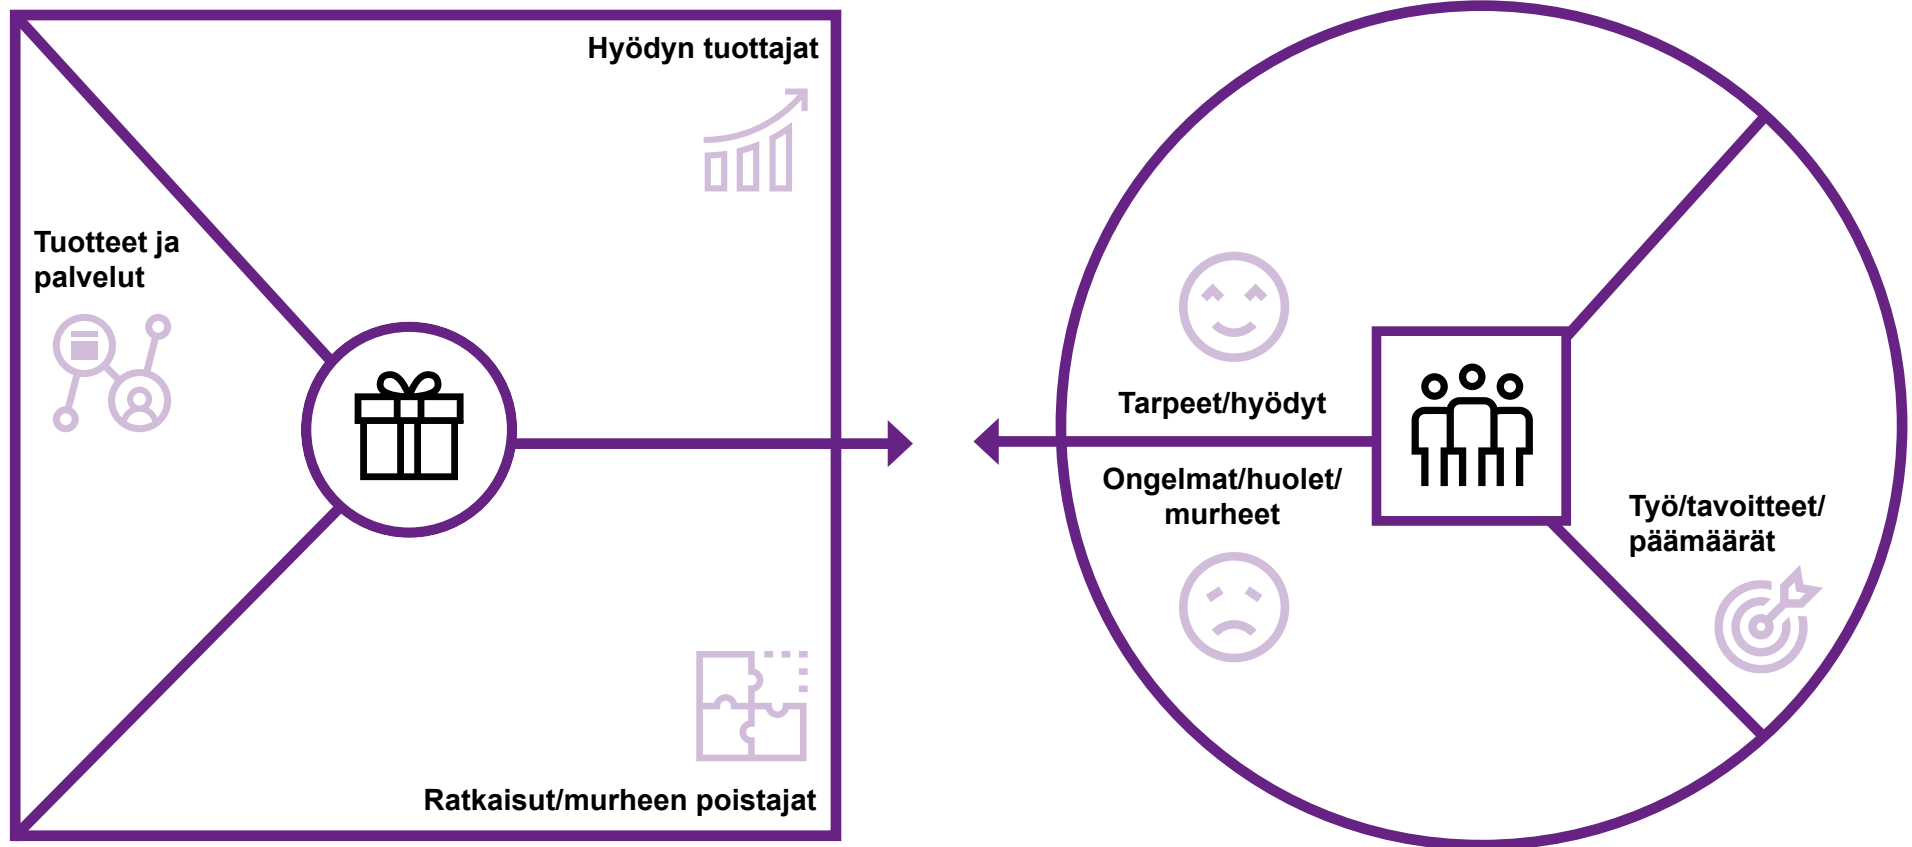 Hyödyn tuottajat
Tuotteet ja
palvelut
Ratkaisut/murheen poistajat
Tarpeet/hyödyt
Ongelmat/huolet/
murheet
Työ/tavoitteet/
päämäärät